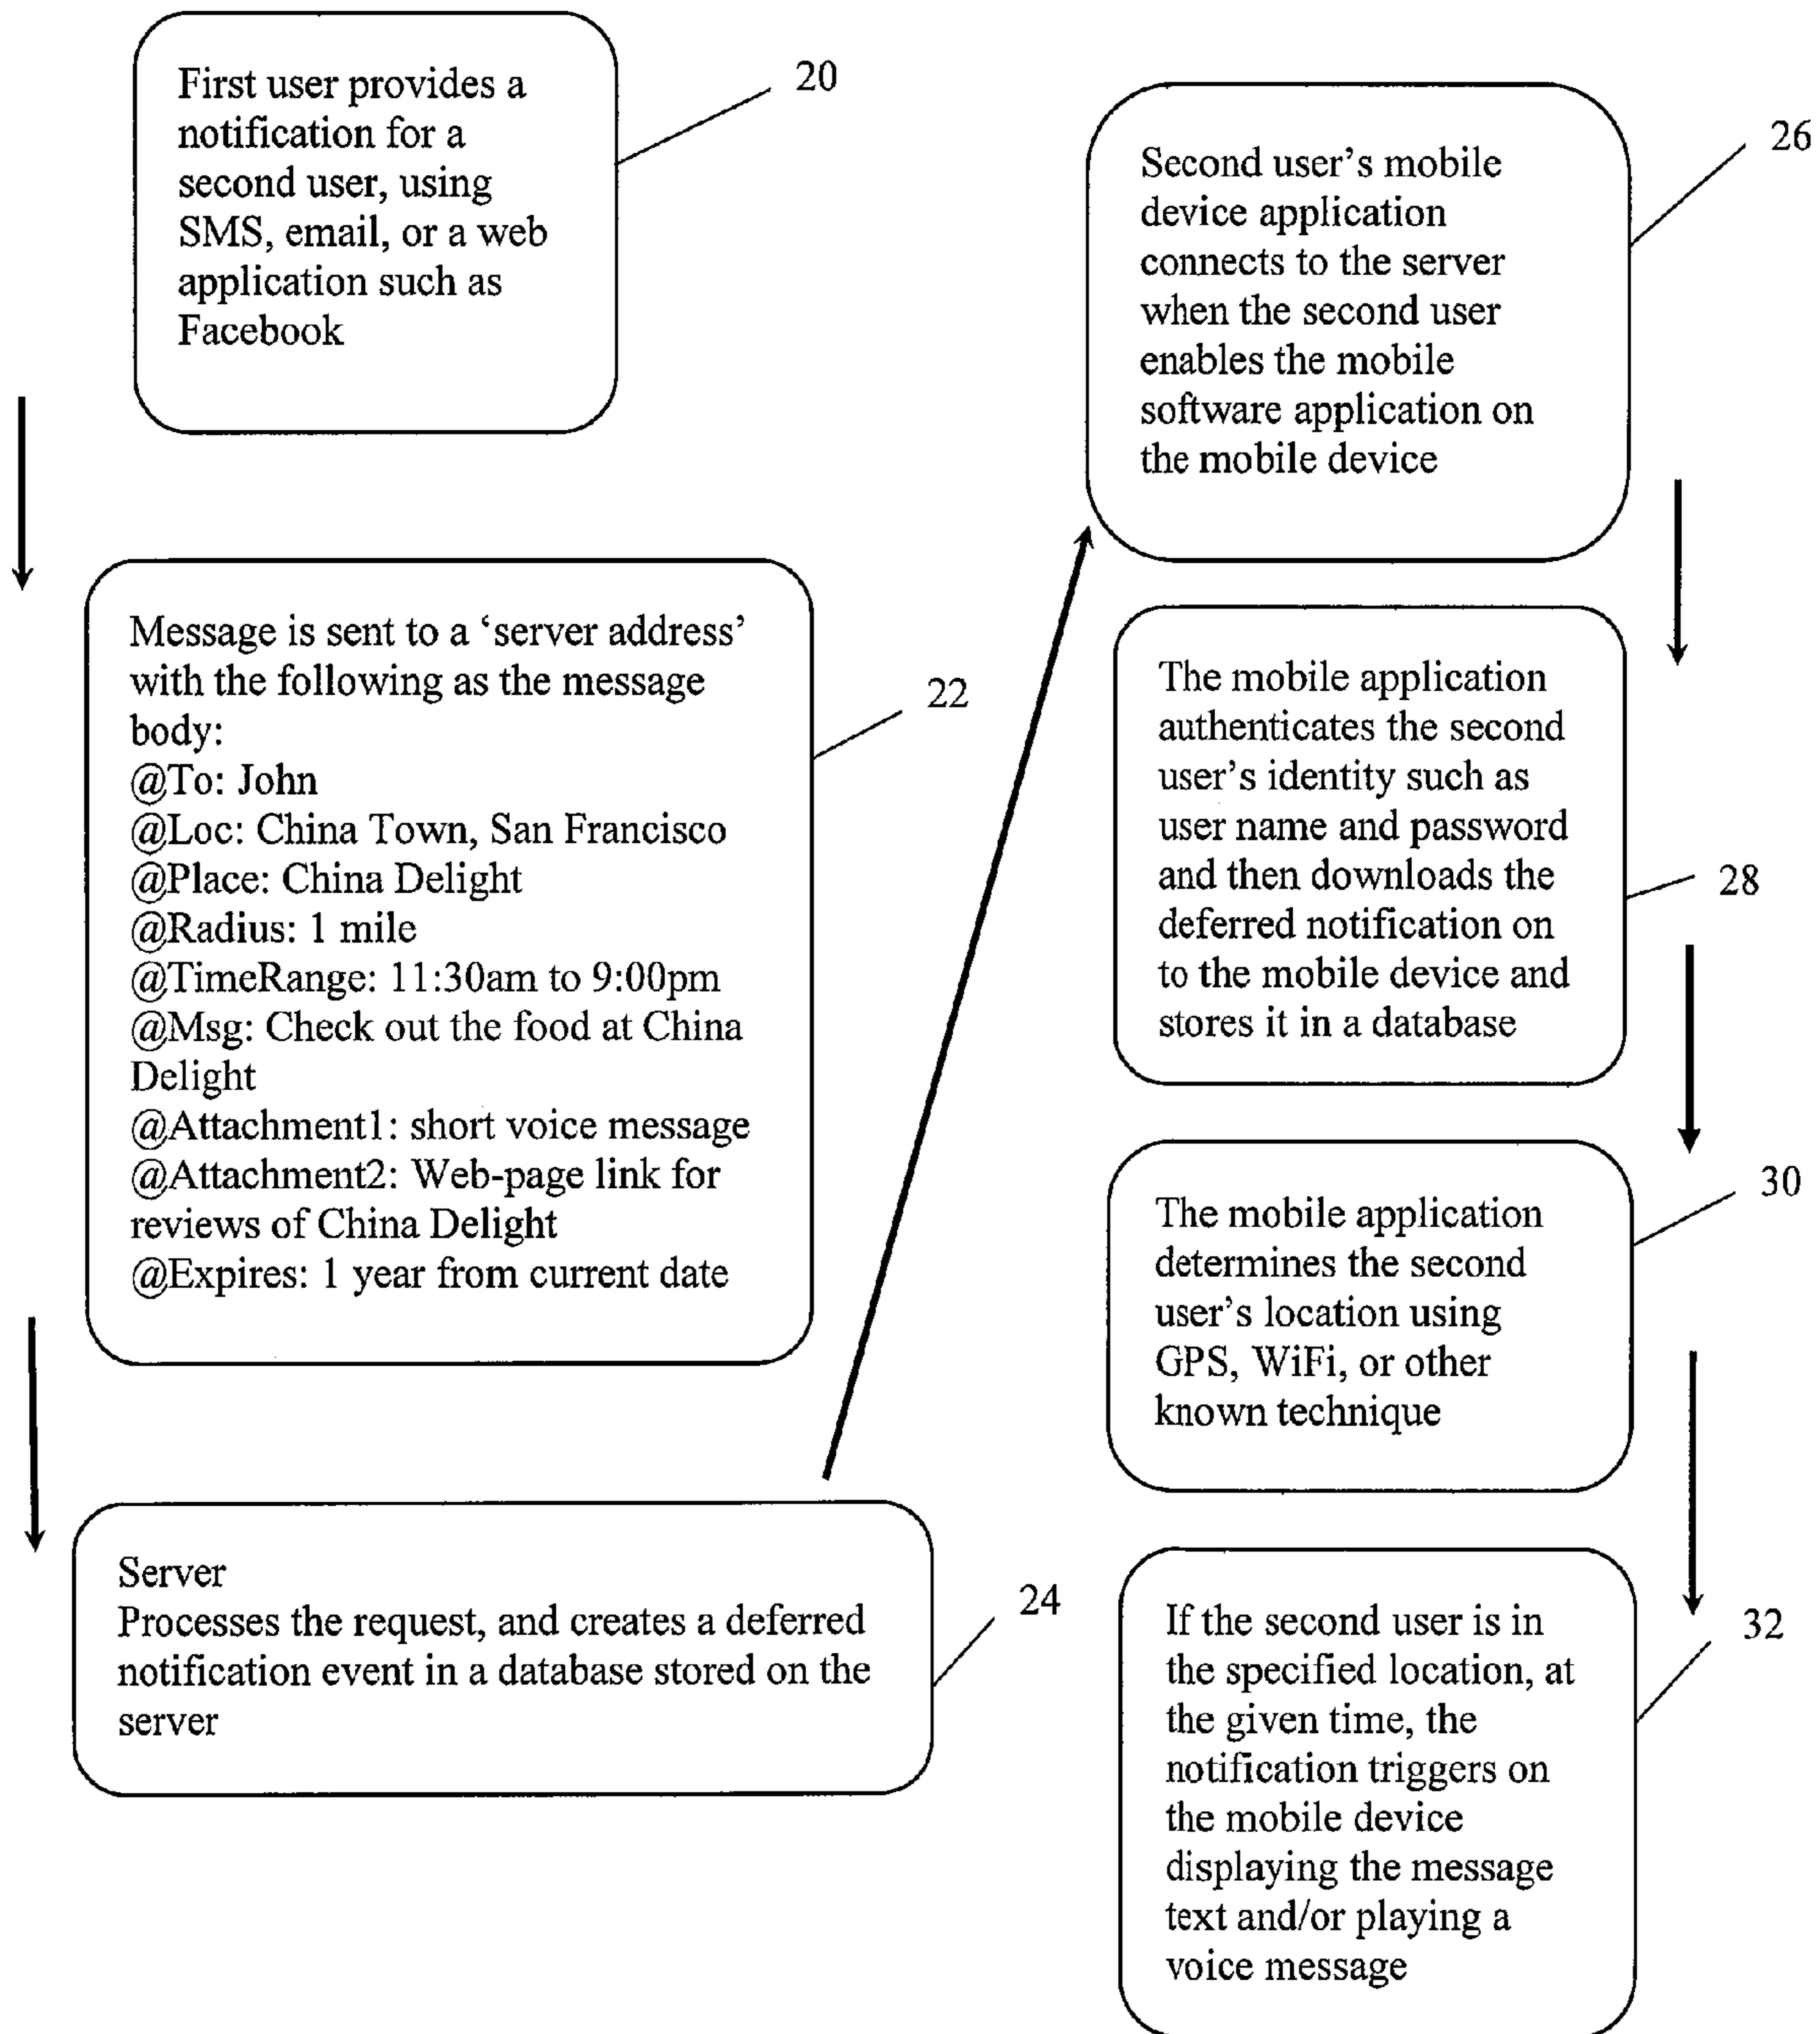 First user provides a
notification for a
second user, using
SMS, email, or a web
application such as
Facebook
20
Message is sent to a ‘server address’
with the following as the message
body:
@To: John
@Loc: China Town, San Francisco
@Place: China Delight
@Radius: 1 mile
@TimeRange: 11:30am to 9:00pm
@Msg: Check out the food at China
Delight
@Attachment1: short voice message
@Attachment2: Web-page link for
reviews of China Delight
@Expires: 1 year from current date
22
Server
Processes the request, and creates a deferred
notification event in a database stored on the
server
24
Second user’s mobile
device application
connects to the server
when the second user
enables the mobile
software application on
the mobile device
26
The mobile application
authenticates the second
user’s identity such as
user name and password
and then downloads the
deferred notification on
to the mobile device and
stores it in a database
28
The mobile application
determines the second
user’s location using
GPS, WiFi, or other
known technique
30
If the second user is in
the specified location, at
the given time, the
notification triggers on
the mobile device
displaying the message
text and/or playing a
voice message
32